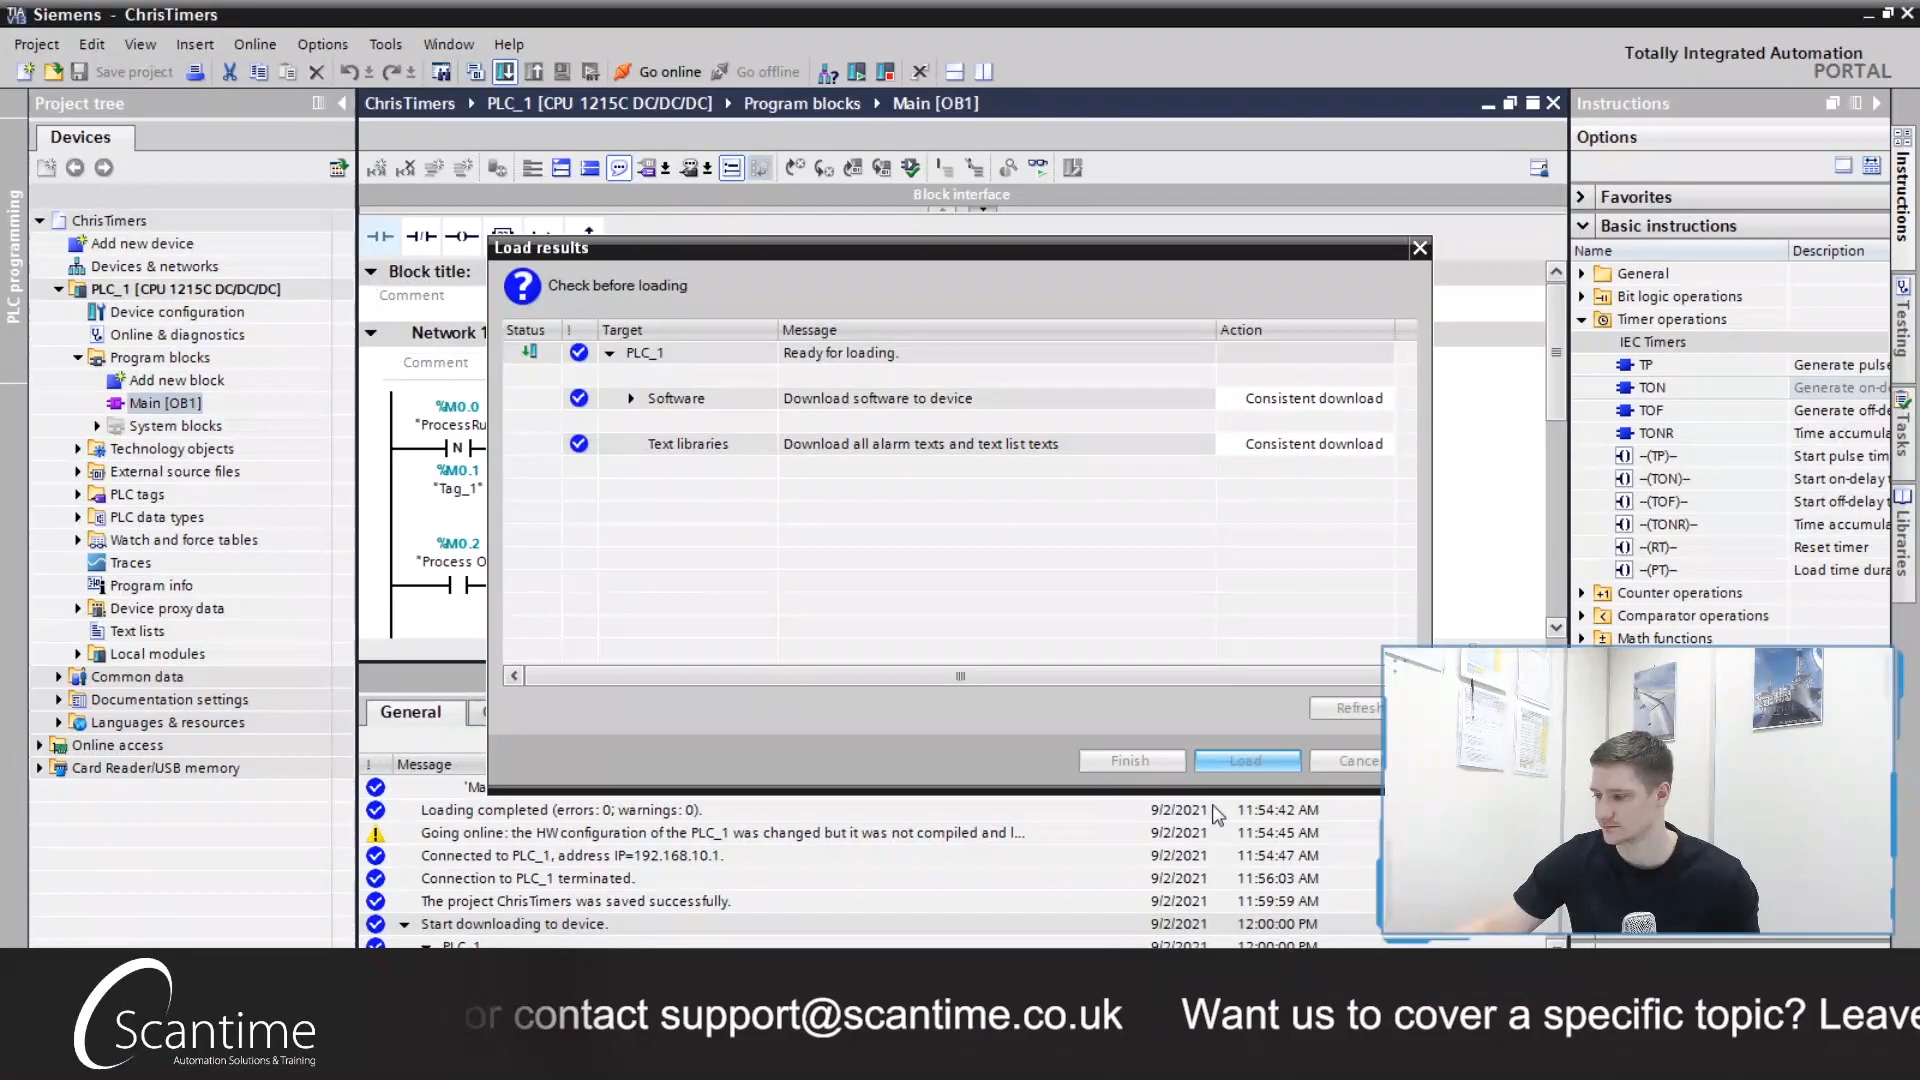 TIA V13 Siemens - ChrisTimers
Project Edit View Insert Online Options Tools Window Help
Totally Integrated Automation
PORTAL
Save project Go online Go offline
Project tree
ChrisTimers PLC_1 [CPU 1215C DC/DC/DC] Program blocks Main [OB1]
Instructions
Devices
Options
Block interface
PLC programming
ChrisTimers
Add new device
Devices & networks
PLC_1 [CPU 1215C DC/DC/DC]
Device configuration
Online & diagnostics
Program blocks
Add new block
Main [OB1]
System blocks
Technology objects
External source files
PLC tags
PLC data types
Watch and force tables
Traces
Program info
Device proxy data
Text lists
Local modules
Common data
Documentation settings
Languages & resources
Online access
Card Reader/USB memory
Block title:
Comment
Network 1
Comment
%M0.0
"ProcessRu
N
%M0.1
"Tag_1"
%M0.2
"Process O
Load results
Check before loading
Status ! Target Message Action
PLC_1 Ready for loading.
Software Download software to device Consistent download
Text libraries Download all alarm texts and text list texts Consistent download
Refresh
Finish Load Cance
General
! Message
'Ma
Loading completed (errors: 0; warnings: 0). 9/2/2021 11:54:42 AM
Going online: the HW configuration of the PLC_1 was changed but it was not compiled and l... 9/2/2021 11:54:45 AM
Connected to PLC_1, address IP=192.168.10.1. 9/2/2021 11:54:47 AM
Connection to PLC_1 terminated. 9/2/2021 11:56:03 AM
The project ChrisTimers was saved successfully. 9/2/2021 11:59:59 AM
Start downloading to device. 9/2/2021 12:00:00 PM
PLC_1 9/2/2021 12:00:00 PM
Favorites
Basic instructions
Name Description
General
Bit logic operations
Timer operations
IEC Timers
TP Generate pulse
TON Generate on-d
TOF Generate off-de
TONR Time accumula
-(TP)- Start pulse tim
-(TON)- Start on-delay
-(TOF)- Start off-delay t
-(TONR)- Time accumula
-(RT)- Reset timer
-(PT)- Load time dura
Counter operations
Comparator operations
Math functions
Instructions
Testing
Tasks
Libraries
Scantime
Automation Solutions & Training
or contact support@scantime.co.uk Want us to cover a specific topic? Leave